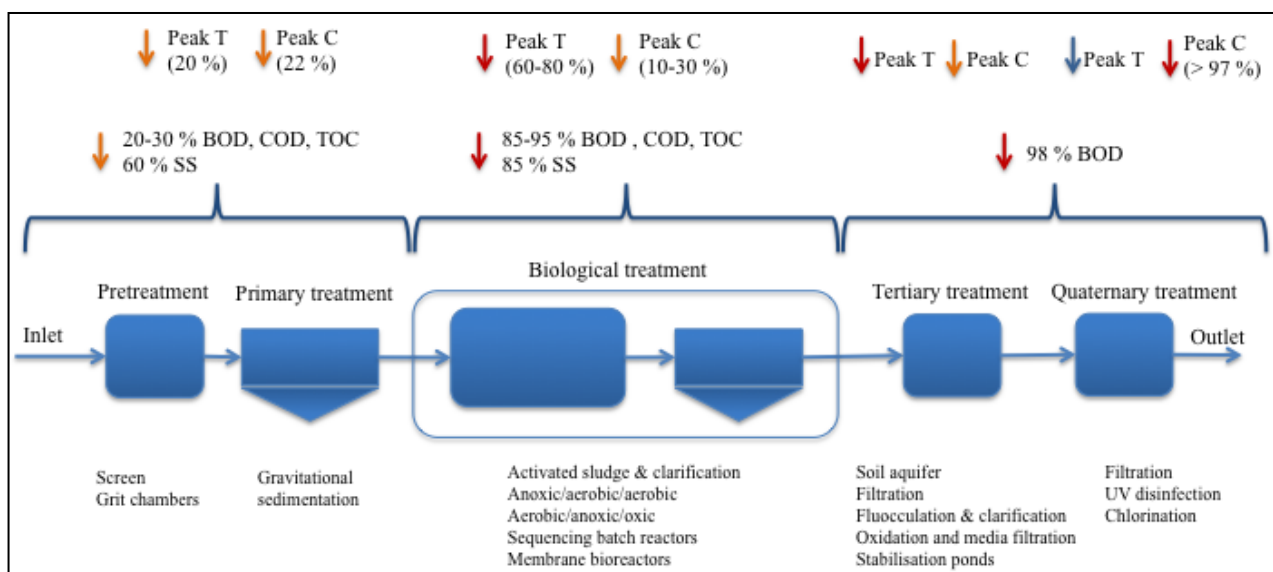 Peak T
(20 %)
Peak C
(22 %)
Peak T
(60-80 %)
Peak C
(10-30 %)
Peak T
Peak C
Peak T
Peak C
(> 97 %)
20-30 % BOD, COD, TOC
60 % SS
85-95 % BOD , COD, TOC
85 % SS
98 % BOD
Inlet
Pretreatment
Primary treatment
Biological treatment
Tertiary treatment
Quaternary treatment
Outlet
Screen
Grit chambers
Gravitational
sedimentation
Activated sludge & clarification
Anoxic/aerobic/aerobic
Aerobic/anoxic/oxic
Sequencing batch reactors
Membrane bioreactors
Soil aquifer
Filtration
Fluocculation & clarification
Oxidation and media filtration
Stabilisation ponds
Filtration
UV disinfection
Chlorination